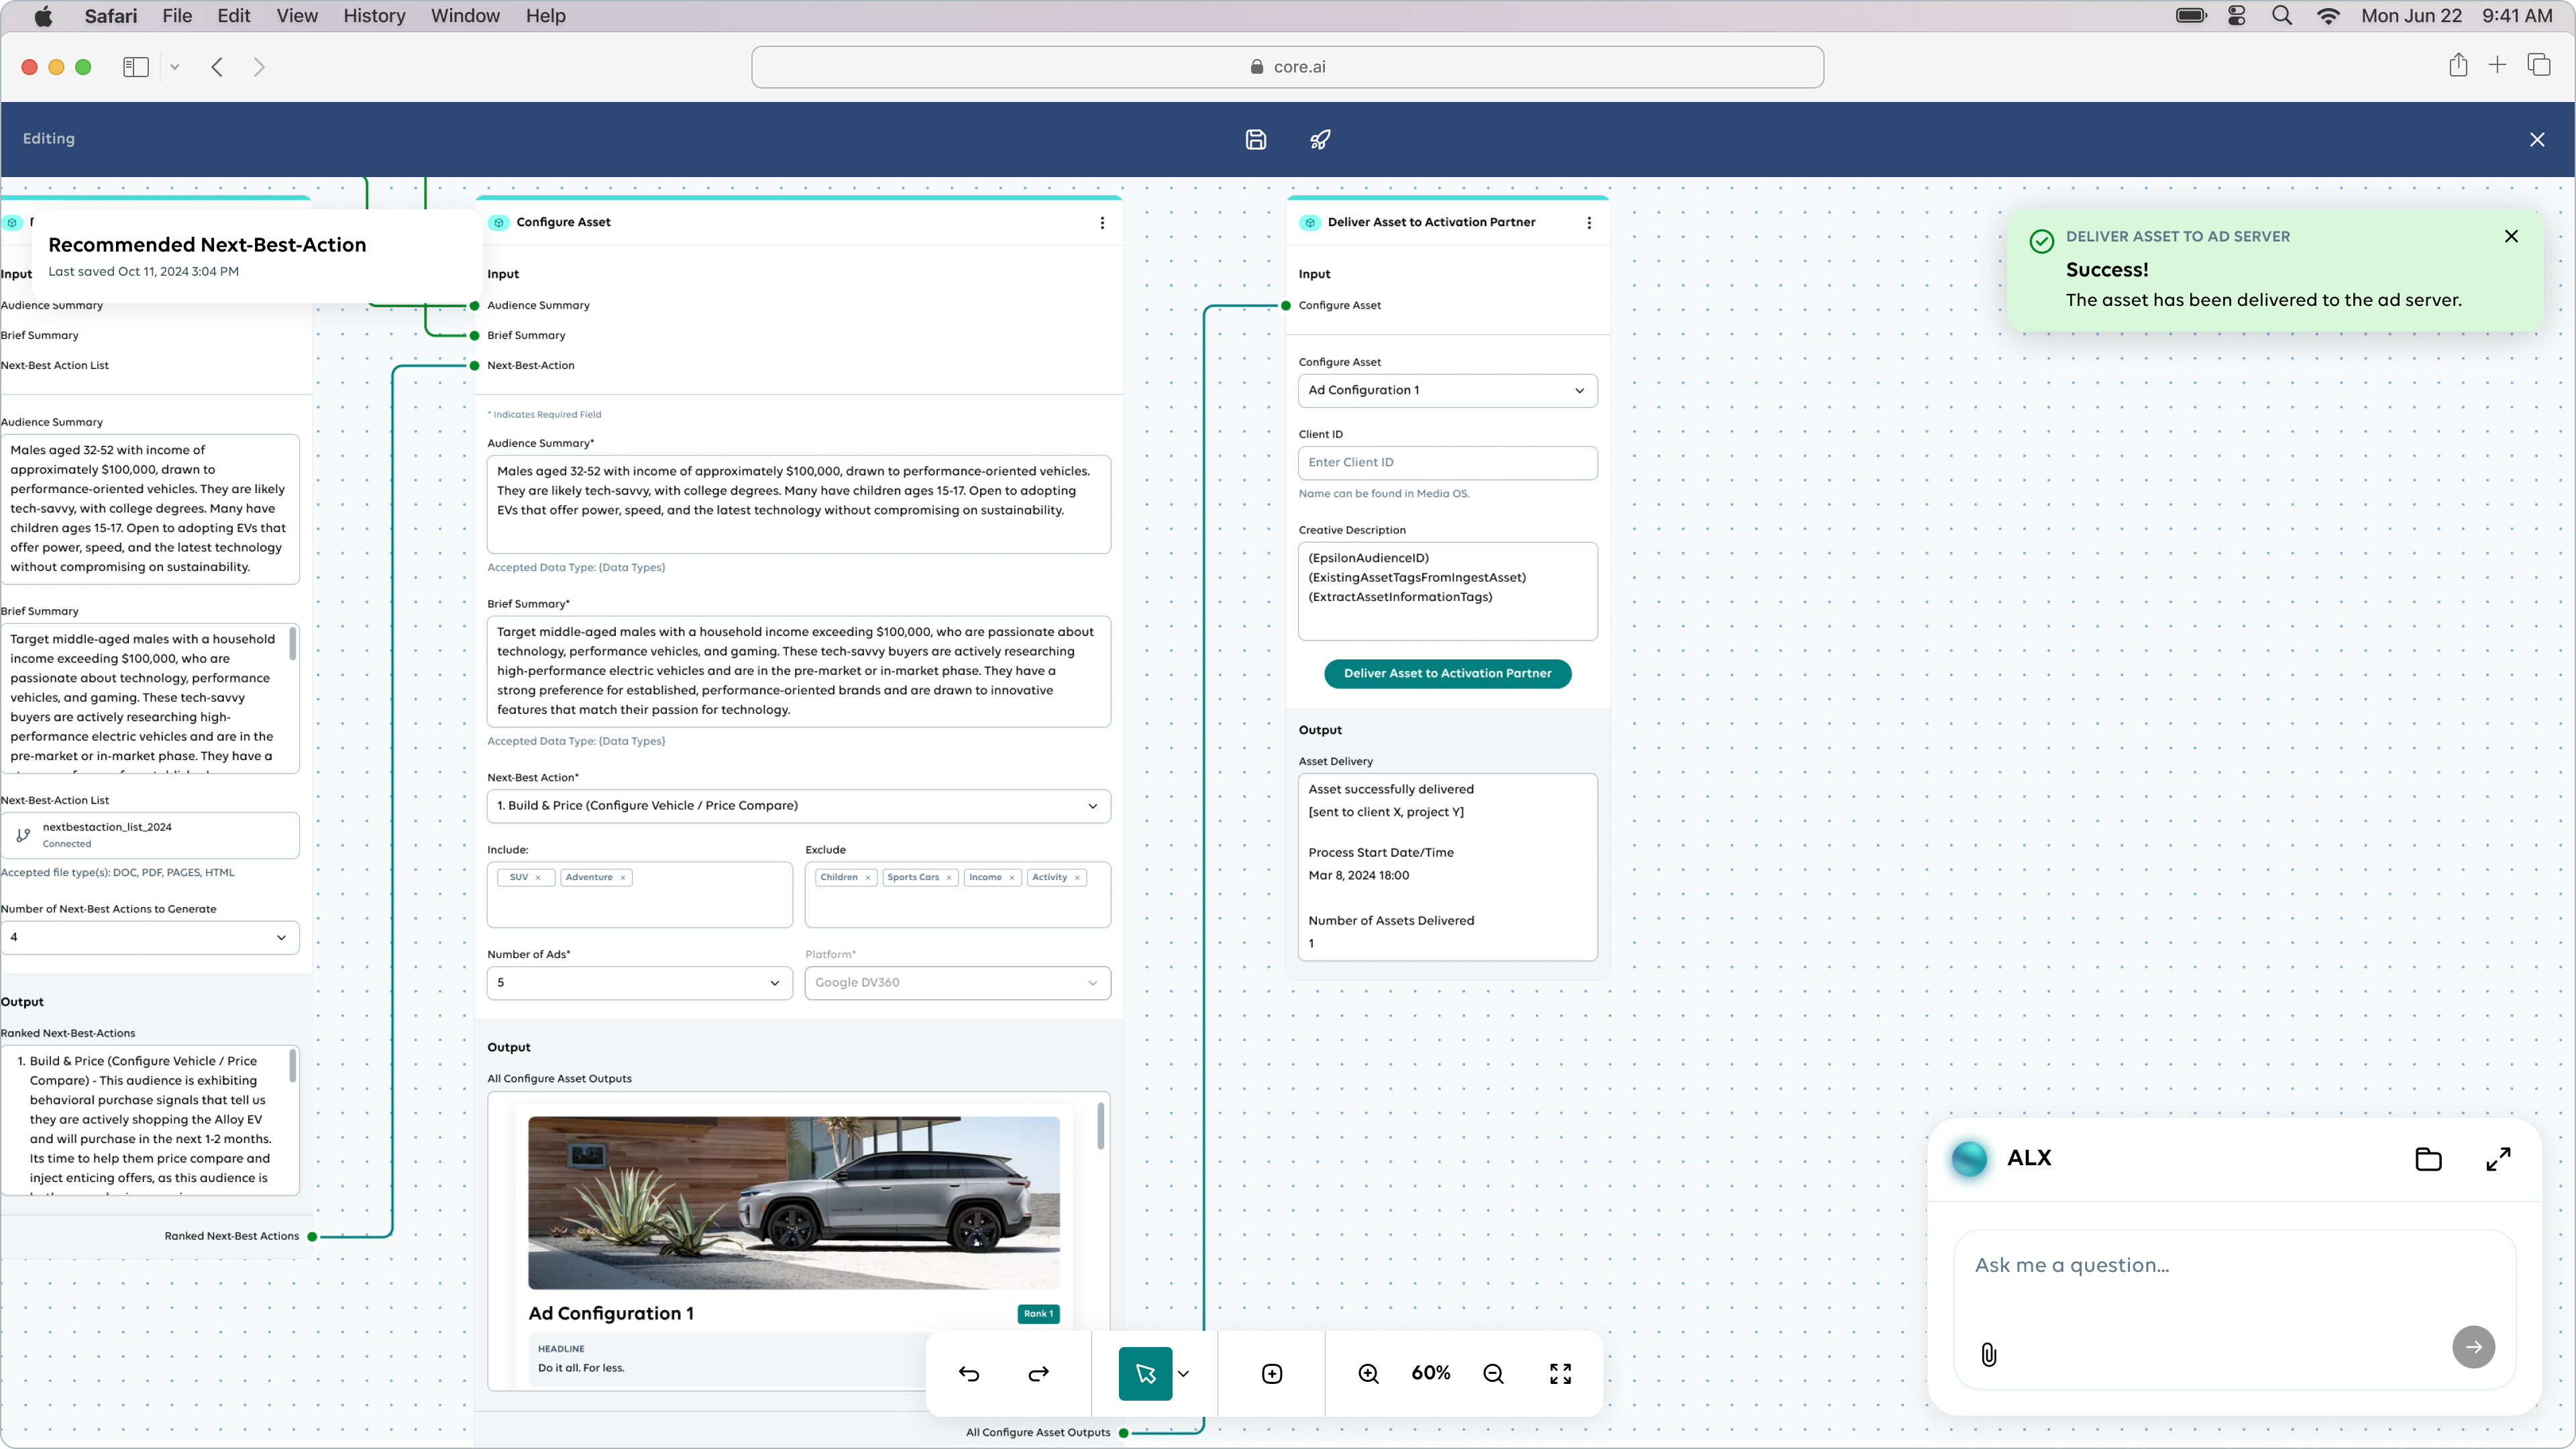 Safari File Edit View History Window Help
Mon Jun 22 9:41 AM
core.ai
Editing
Recommended Next-Best-Action
Last saved Oct 11, 2024 3:04 PM
Input
Audience Summary
Brief Summary
Next-Best Action List
Audience Summary
Males aged 32-52 with income of
approximately $100,000, drawn to
performance-oriented vehicles. They are likely
tech-savvy, with college degrees. Many have
children ages 15-17. Open to adopting EVs that
offer power, speed, and the latest technology
without compromising on sustainability.
Brief Summary
Target middle-aged males with a household
income exceeding $100,000, who are
passionate about technology, performance
vehicles, and gaming. These tech-savvy
buyers are actively researching high-
performance electric vehicles and are in the
pre-market or in-market phase. They have a
Next-Best-Action List
nextbestaction_list_2024
Connected
Accepted file type(s): DOC, PDF, PAGES, HTML
Number of Next-Best Actions to Generate
4
Output
Ranked Next-Best-Actions
1. Build & Price (Configure Vehicle / Price
Compare) - This audience is exhibiting
behavioral purchase signals that tell us
they are actively shopping the Alloy EV
and will purchase in the next 1-2 months.
Its time to help them price compare and
inject enticing offers, as this audience is
Ranked Next-Best Actions
Configure Asset
Input
Audience Summary
Brief Summary
Next-Best-Action
* Indicates Required Field
Audience Summary*
Males aged 32-52 with income of approximately $100,000, drawn to performance-oriented vehicles.
They are likely tech-savvy, with college degrees. Many have children ages 15-17. Open to adopting
EVs that offer power, speed, and the latest technology without compromising on sustainability.
Accepted Data Type: {Data Types}
Brief Summary*
Target middle-aged males with a household income exceeding $100,000, who are passionate about
technology, performance vehicles, and gaming. These tech-savvy buyers are actively researching
high-performance electric vehicles and are in the pre-market or in-market phase. They have a
strong preference for established, performance-oriented brands and are drawn to innovative
features that match their passion for technology.
Accepted Data Type: {Data Types}
Next-Best Action*
1. Build & Price (Configure Vehicle / Price Compare)
Include:
SUV × Adventure ×
Exclude
Children × Sports Cars × Income × Activity ×
Number of Ads*
5
Platform*
Google DV360
Output
All Configure Asset Outputs
Ad Configuration 1
Rank 1
HEADLINE
Do it all. For less.
All Configure Asset Outputs
Deliver Asset to Activation Partner
Input
Configure Asset
Configure Asset
Ad Configuration 1
Client ID
Enter Client ID
Name can be found in Media OS.
Creative Description
(EpsilonAudienceID)
(ExistingAssetTagsFromIngestAsset)
(ExtractAssetInformationTags)
Deliver Asset to Activation Partner
Output
Asset Delivery
Asset successfully delivered
[sent to client X, project Y]
Process Start Date/Time
Mar 8, 2024 18:00
Number of Assets Delivered
1
DELIVER ASSET TO AD SERVER
Success!
The asset has been delivered to the ad server.
60%
ALX
Ask me a question...